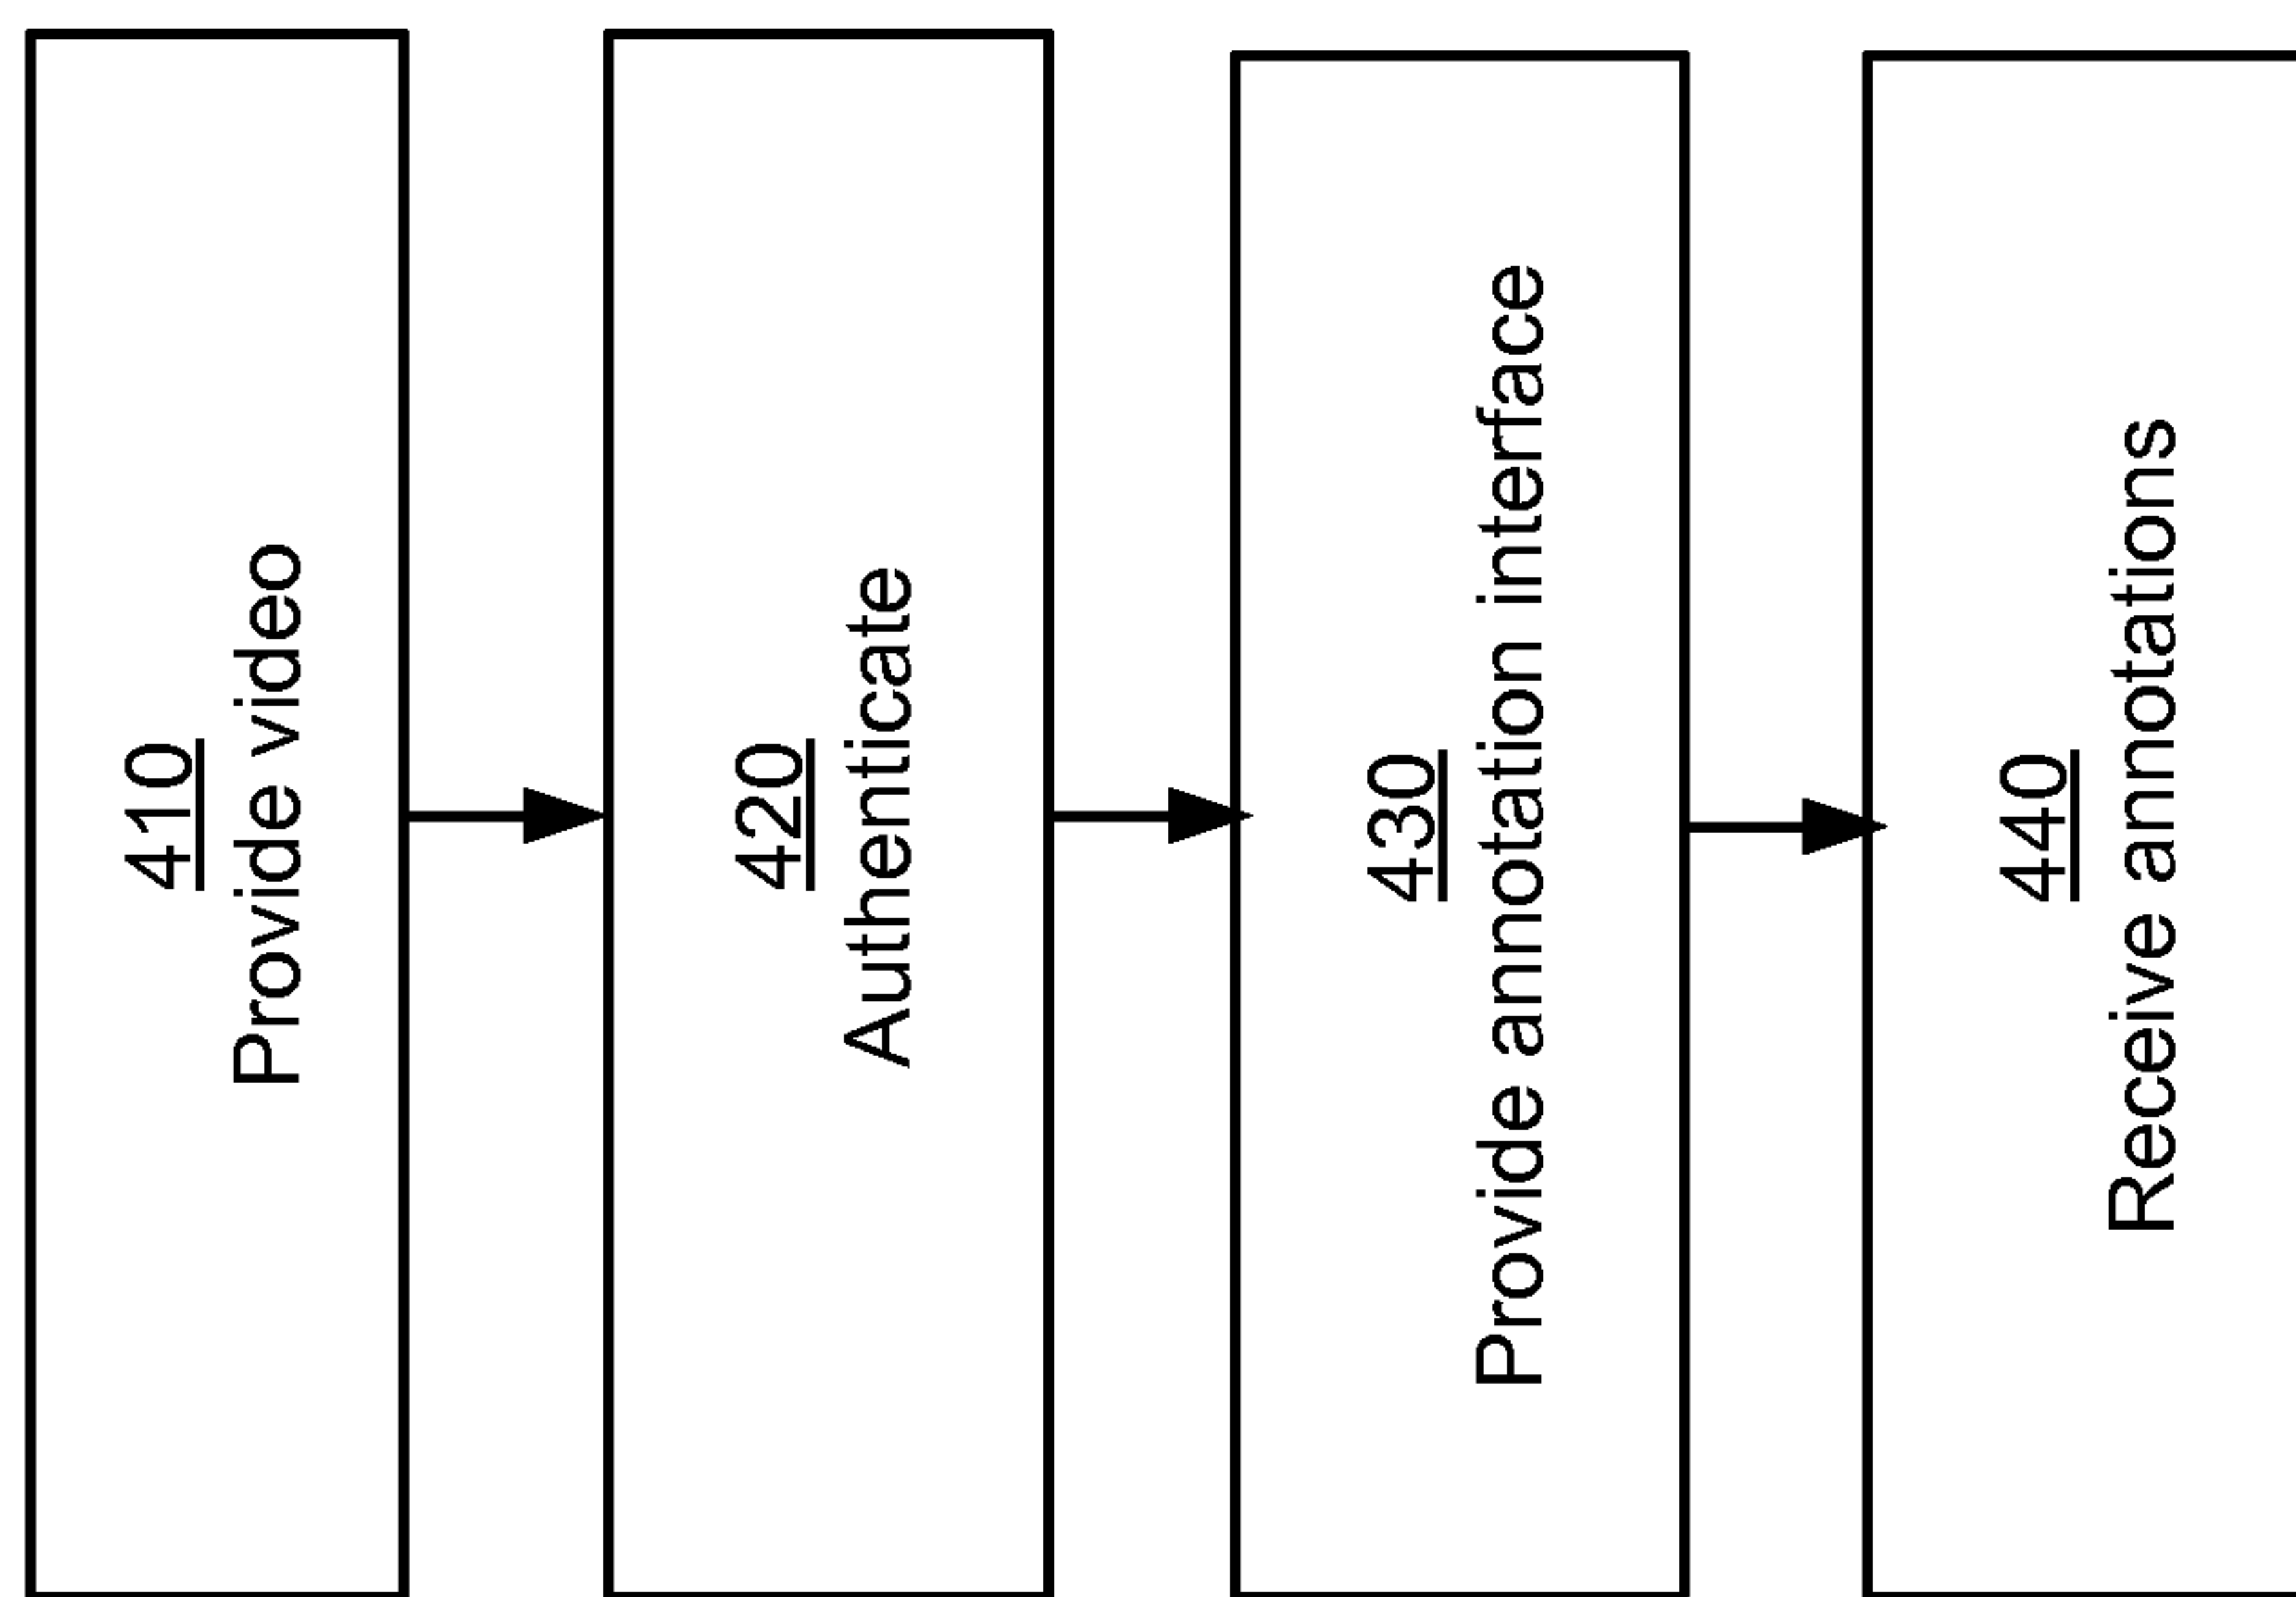 410
Provide video
420
Authenticate
430
Provide annotation interface
440
Receive annotations